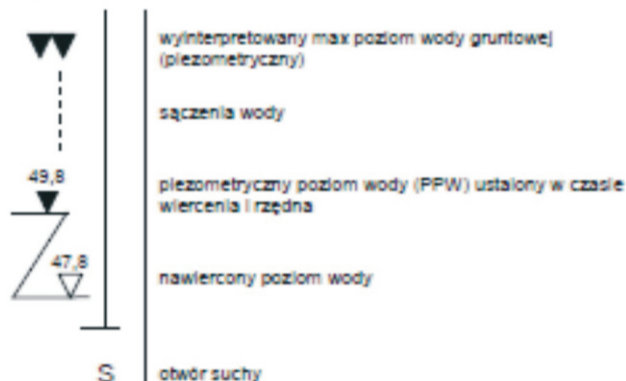 wyinterpretowany max poziom wody gruntowej
(piezometryczny)
sączenia wody
49,8
piezometryczny poziom wody (PPW) ustalony w czasie
wiercenia i rzędna
47,8
nawiercony poziom wody
S
otwór suchy